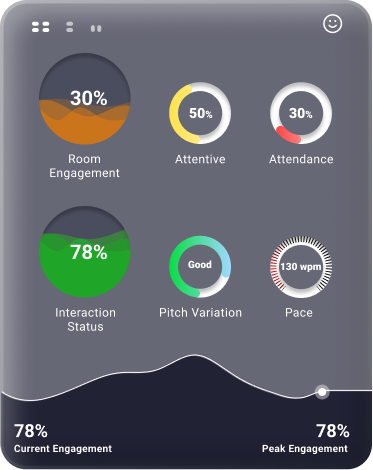 30%
50%
30%
Room
Engagement
Attentive
Attendance
78%
Good
130 wpm
Interaction
Status
Pitch Variation
Pace
78%
Current Engagement
78%
Peak Engagement